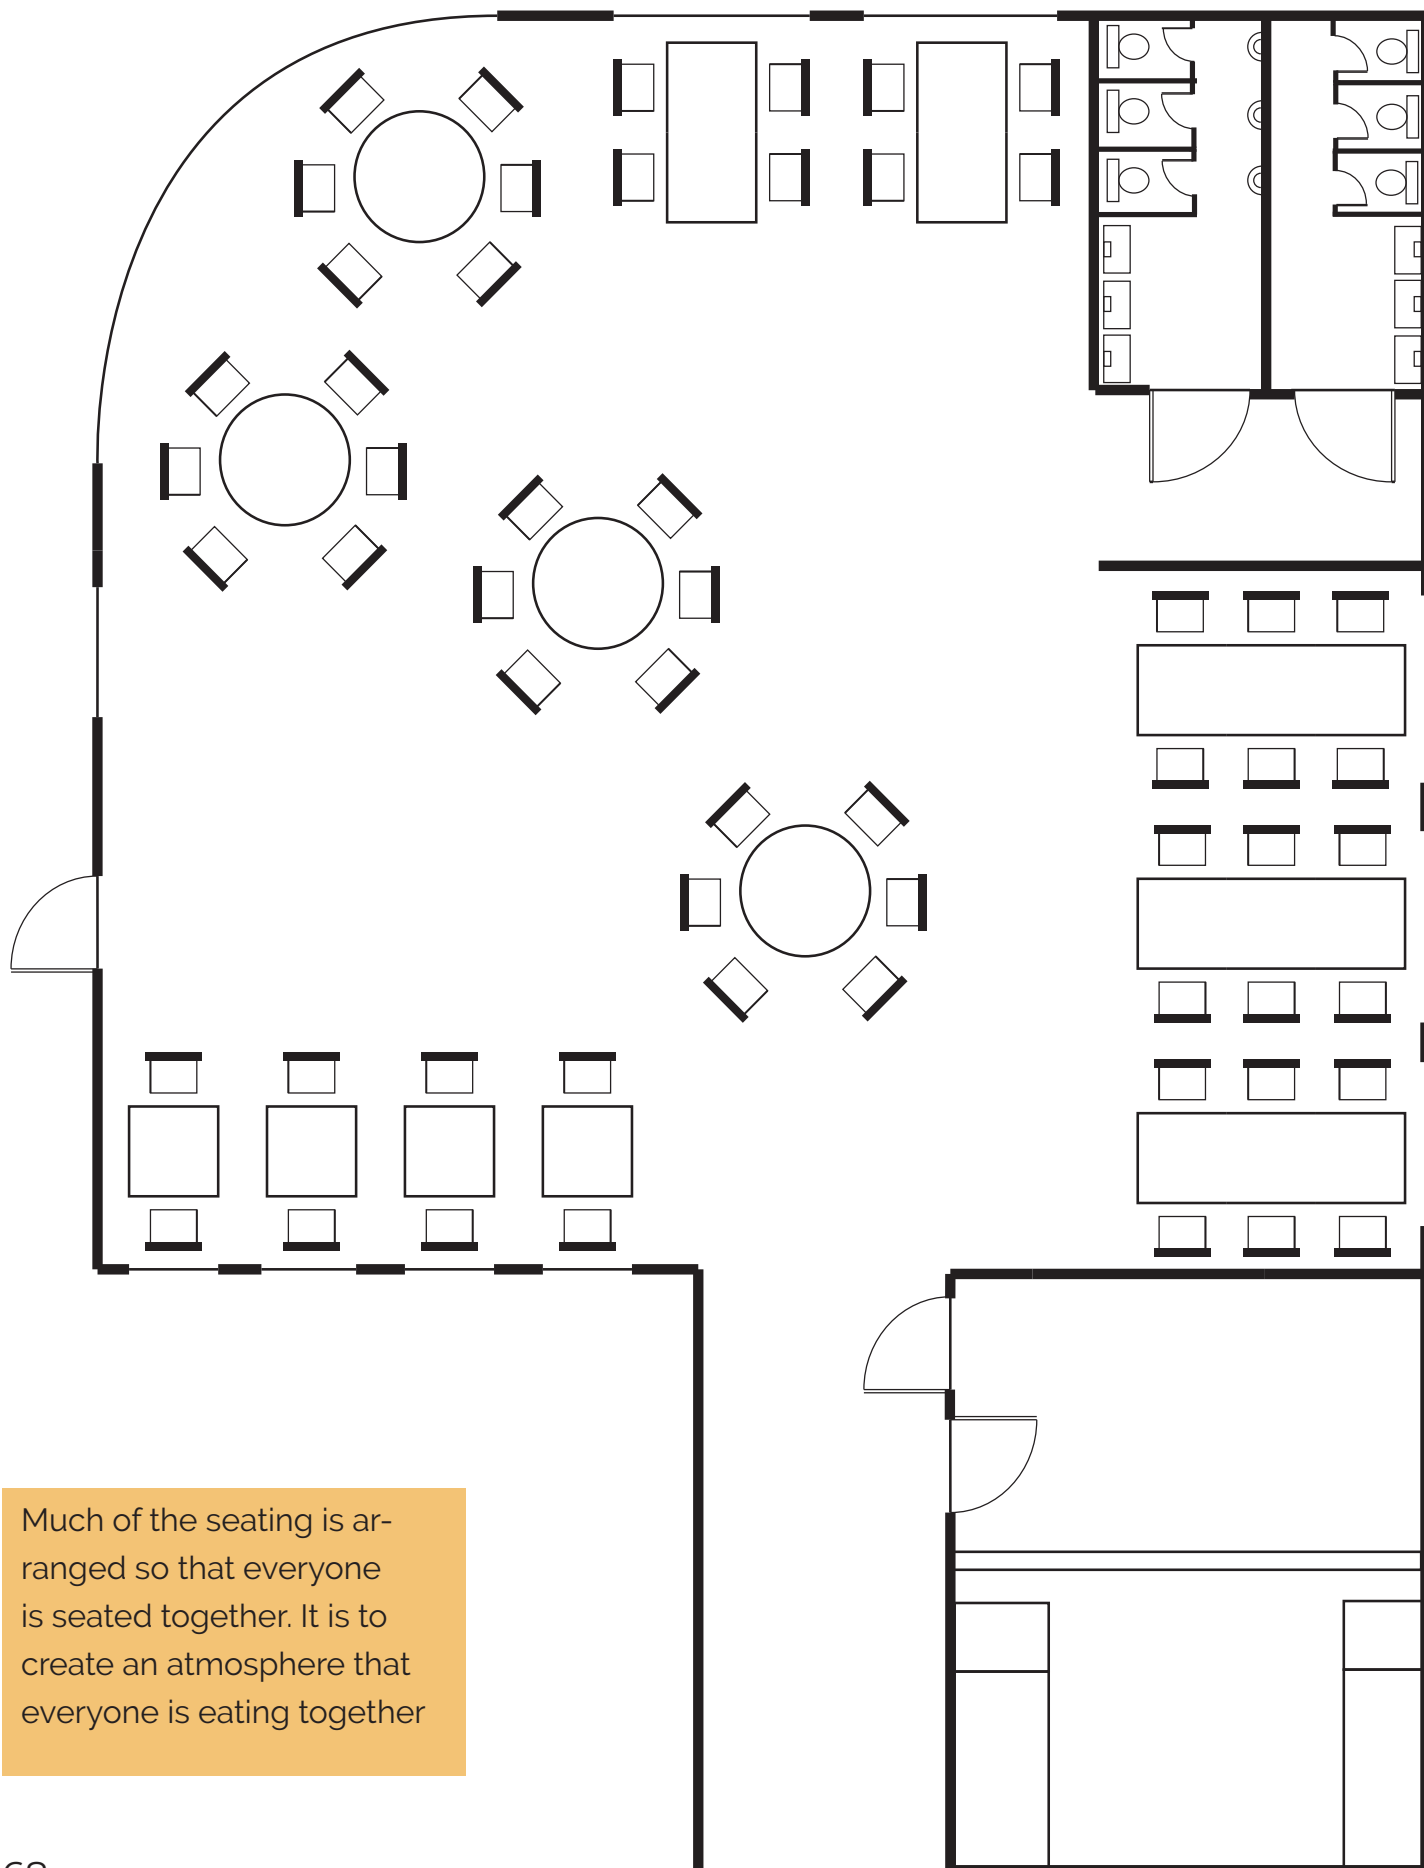 Much of the seating is ar-
ranged so that everyone
is seated together. It is to
create an atmosphere that
everyone is eating together
68